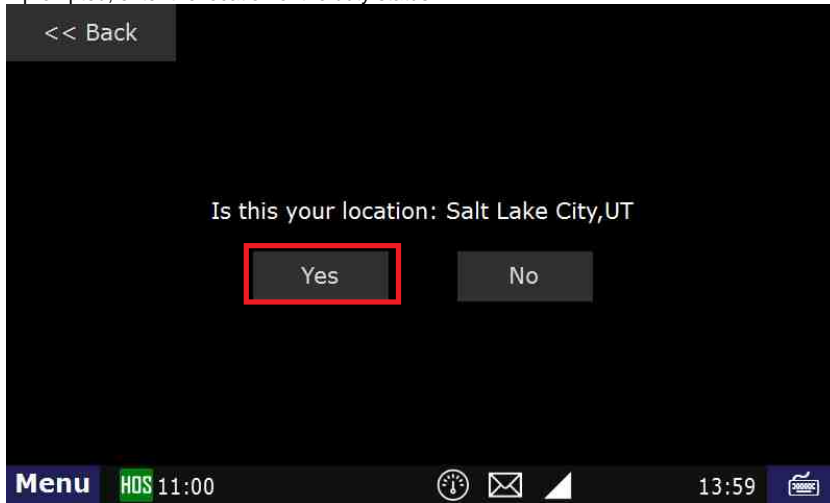 << Back
Is this your location: Salt Lake City,UT
Yes
No
Menu
HOS 11:00
13:59